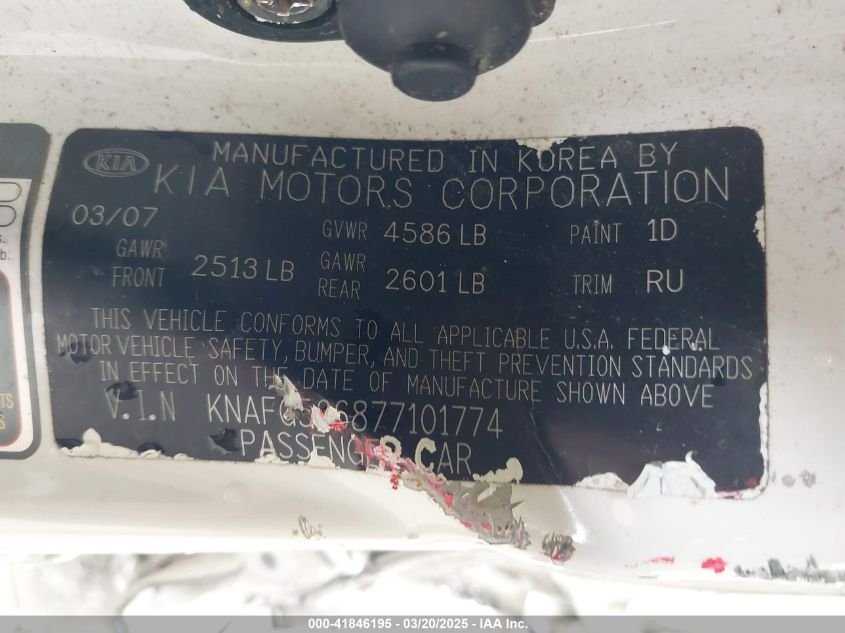 KIA
MANUFACTURED IN KOREA BY
KIA MOTORS CORPORATION
03/07 GVWR 4586 LB PAINT 1D
GAWR FRONT 2513 LB GAWR REAR 2601 LB TRIM RU
THIS VEHICLE CONFORMS TO ALL APPLICABLE U.S.A. FEDERAL
MOTOR VEHICLE SAFETY, BUMPER, AND THEFT PREVENTION STANDARDS
IN EFFECT ON THE DATE OF MANUFACTURE SHOWN ABOVE
V.I.N KNAFG526877101774
PASSENGER CAR
000-41846195 - 03/20/2025 - IAA Inc.